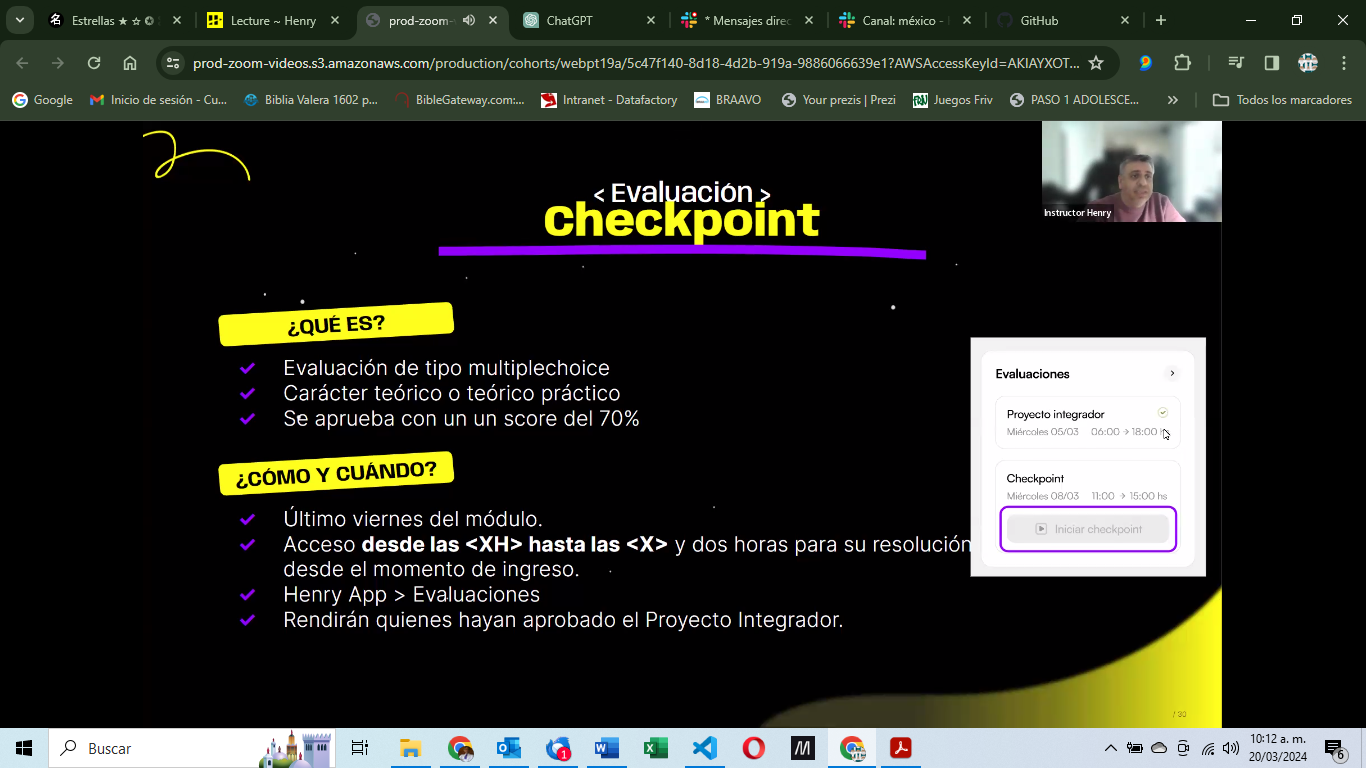 Estrellas ★ ☆ ✪
Lecture ~ Henry
prod-zoom-
ChatGPT
* Mensajes direc
Canal: méxico -
GitHub
prod-zoom-videos.s3.amazonaws.com/production/cohorts/webpt19a/5c47f140-8d18-4d2b-919a-9886066639e1?AWSAccessKeyId=AKIAYXOT...
Google
Inicio de sesión - Cu...
Biblia Valera 1602 p...
BibleGateway.com:...
Intranet - Datafactory
BRAAVO
Your prezis | Prezi
Juegos Friv
PASO 1 ADOLESCE...
»
Todos los marcadores
< Evaluación >
Checkpoint
Instructor Henry
¿QUÉ ES?
Evaluación de tipo multiplechoice
Carácter teórico o teórico práctico
Se aprueba con un un score del 70%
¿CÓMO Y CUÁNDO?
Último viernes del módulo.
Acceso desde las <XH> hasta las <X> y dos horas para su resolución
desde el momento de ingreso.
Henry App > Evaluaciones
Rendirán quienes hayan aprobado el Proyecto Integrador.
Evaluaciones
Proyecto integrador
Miércoles 05/03 06:00 → 18:00
Checkpoint
Miércoles 08/03 11:00 → 15:00 hs
Iniciar checkpoint
/ 30
Buscar
1
10:12 a. m.
20/03/2024
6